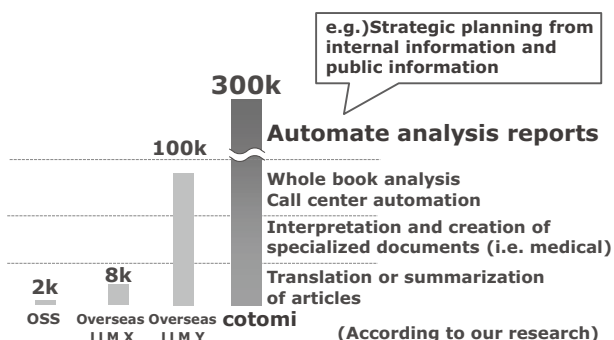 e.g.)Strategic planning from
internal information and
public information
300k
Automate analysis reports
100k
Whole book analysis
Call center automation
Interpretation and creation of
specialized documents (i.e. medical)
8k
2k
Translation or summarization
of articles
OSS
Overseas
LLM X
Overseas
LLM Y
cotomi
(According to our research)